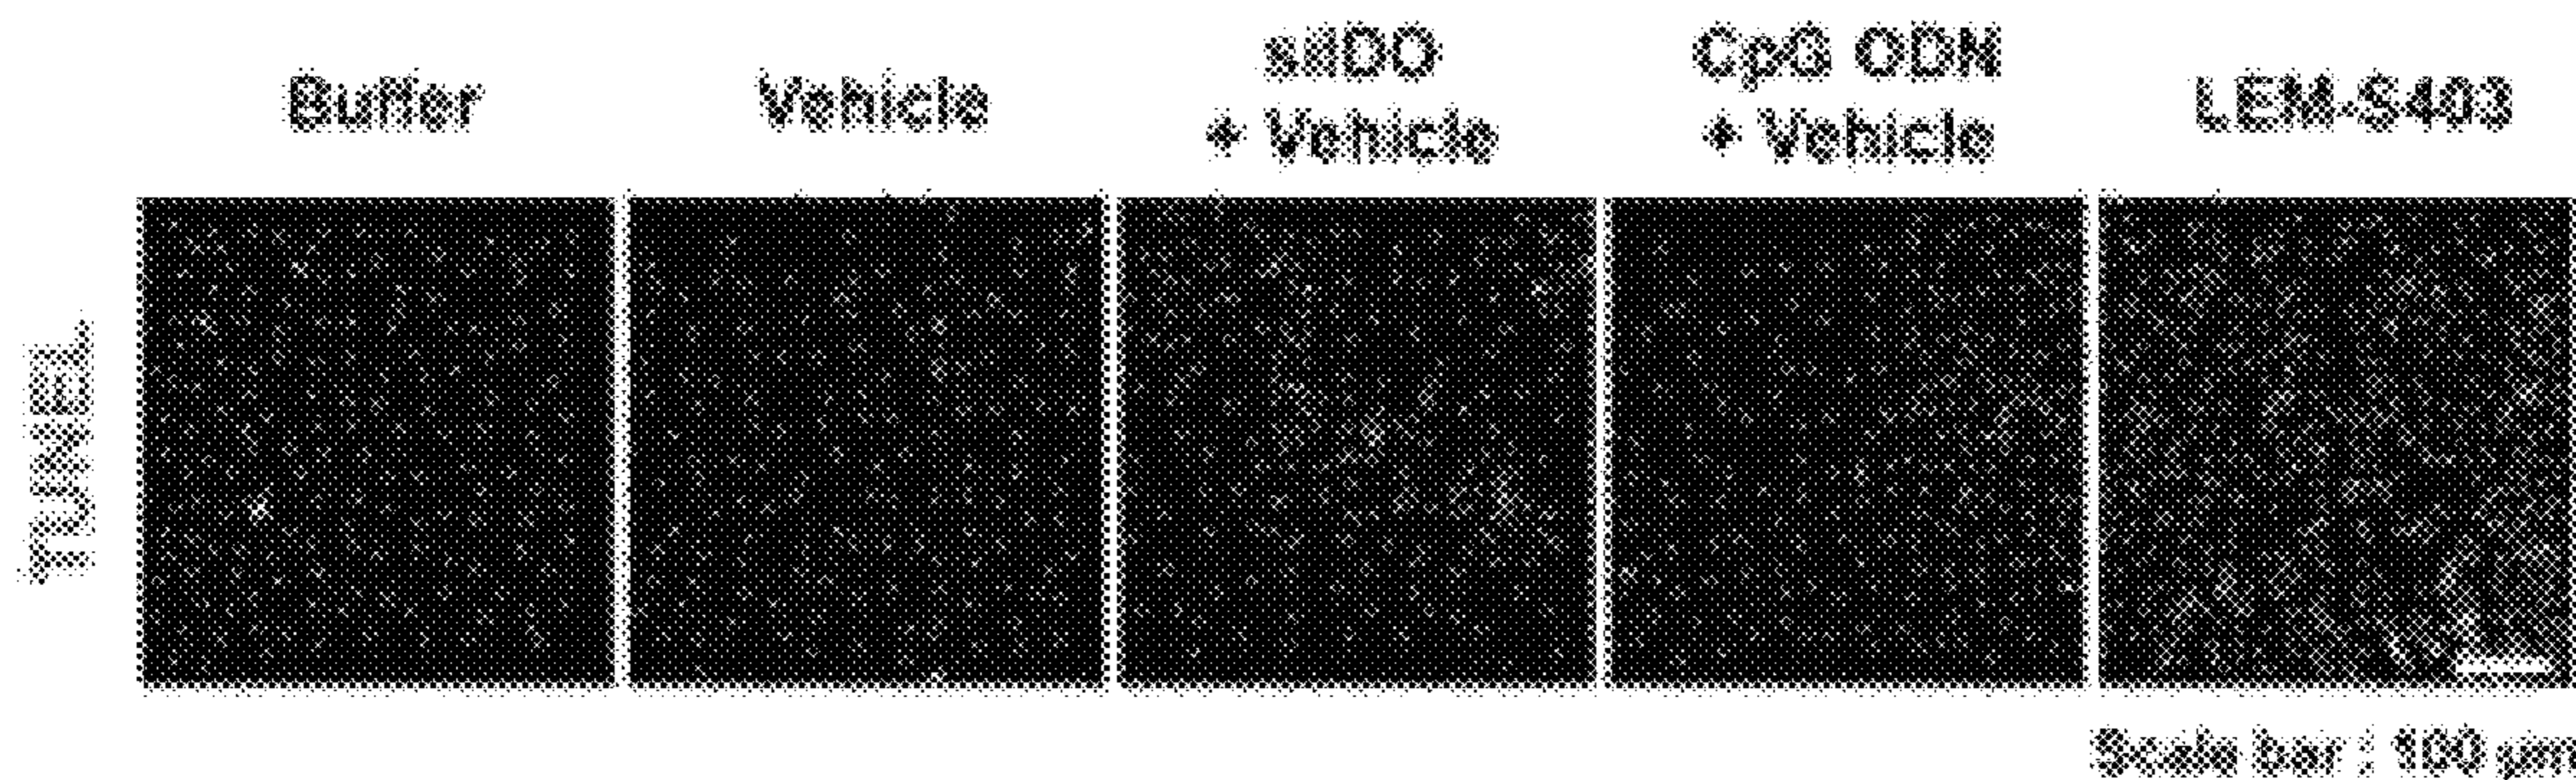 Buffer
Vehicle
siIDO
+ Vehicle
CpG ODN
+ Vehicle
LEM-S403
TUNEL
Scale bar : 100 μm